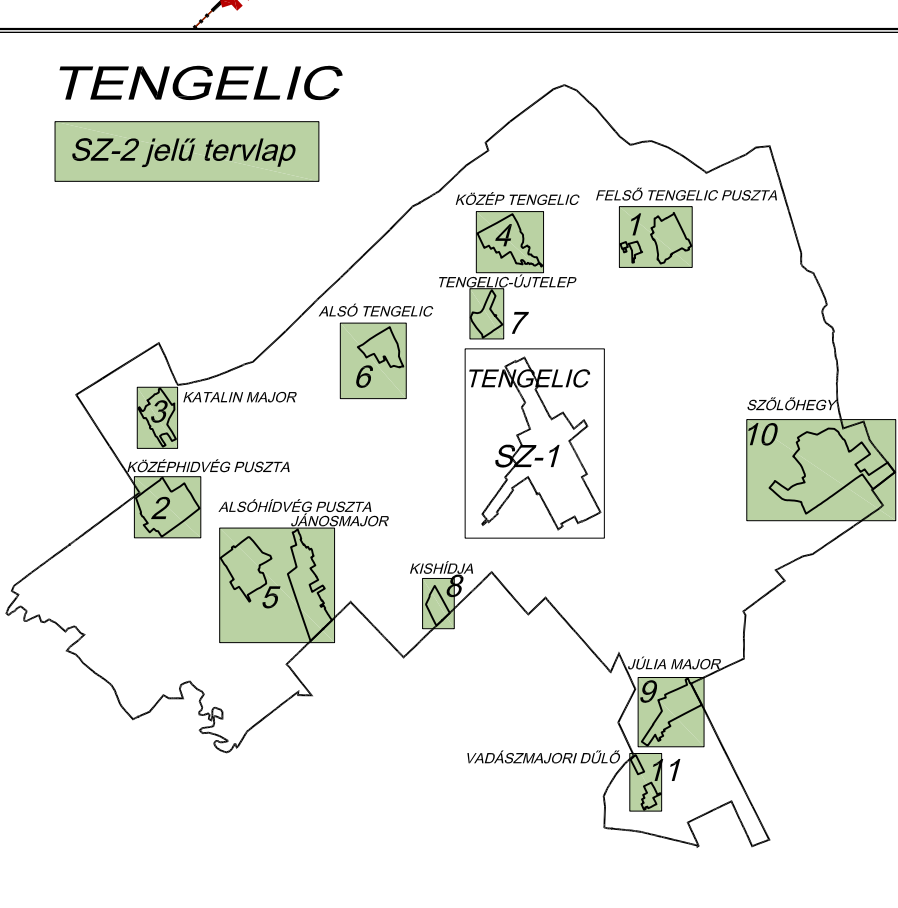 TENGELIC
SZ-2 jelű tervlap
KÖZÉP TENGELIC
FELSŐ TENGELIC PUSZTA
4
1
TENGELIC-ÚJTELEP
7
ALSÓ TENGELIC
6
TENGELIC
SZ-1
KATALIN MAJOR
3
SZŐLŐHEGY
10
KÖZÉPHIDVÉG PUSZTA
2
ALSÓHÍDVÉG PUSZTA
JÁNOSMAJOR
5
KISHÍDJA
8
JÚLIA MAJOR
9
VADÁSZMAJORI DŰLŐ
11